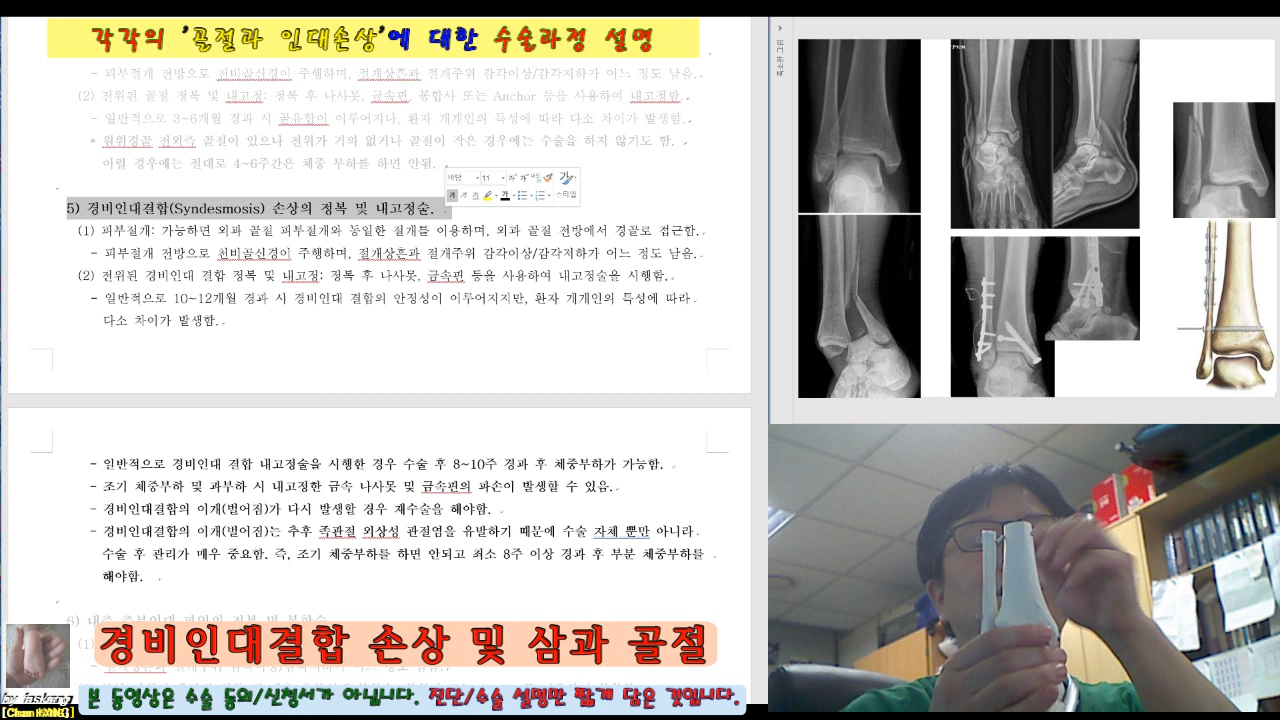 각각의 '골절과 인대손상'에 대한 수술과정 설명
- 피부절개 전방으로 천비골신경이 주행하며, 절개상흔과 절개주위 감각이상/감각저하가 어느 정도 남음.
(2) 전위된 골절 정복 및 내고정: 정복 후 나사못, 금속판, 봉합사 또는 Anchor 등을 사용하여 내고정함.
- 일반적으로 3~6개월 경과 시 골유합이 이루어지나, 환자 개개인의 특성에 따라 다소 차이가 발생함.
* 원위경골 전외측 골절이 있으나 전위가 거의 없거나 골절이 작은 경우에는 수술을 하지 않기도 함.
이럴 경우에는 절대로 4~6주간은 체중 부하를 하면 안됨.
바탕 11
가 가 가 가 스타일
5) 경비인대결합(Syndesmosis) 손상의 정복 및 내고정술.
(1) 피부절개: 가능하면 외과 골절 피부절개와 동일한 절개를 이용하며, 외과 골절 전방에서 경골로 접근함.
- 피부절개 전방으로 천비골신경이 주행하며, 절개상흔과 절개주위 감각이상/감각저하가 어느 정도 남음.
(2) 전위된 경비인대 결합 정복 및 내고정: 정복 후 나사못, 금속판 등을 사용하여 내고정술을 시행함.
- 일반적으로 10~12개월 경과 시 경비인대 결합의 안정성이 이루어지지만, 환자 개개인의 특성에 따라
다소 차이가 발생함.
- 일반적으로 경비인대 결합 내고정술을 시행한 경우 수술 후 8~10주 경과 후 체중부하가 가능함.
- 조기 체중부하 및 과부하 시 내고정한 금속 나사못 및 금속판의 파손이 발생할 수 있음.
- 경비인대결합의 이개(벌어짐)가 다시 발생할 경우 재수술을 해야함.
- 경비인대결합의 이개(벌어짐)는 추후 족관절 외상성 관절염을 유발하기 때문에 수술 자체 뿐만 아니라
수술 후 관리가 매우 중요함. 즉, 조기 체중부하를 하면 안되고 최소 8주 이상 경과 후 부분 체중부하를
해야함.
6) 내측 측부인대 파열의 정복 및 봉합술
(1)
경비인대결합 손상 및 삼과 골절
본 동영상은 수술 동의/신청서가 아닙니다. 진단/수술 설명만 짧게 담은 것입니다.